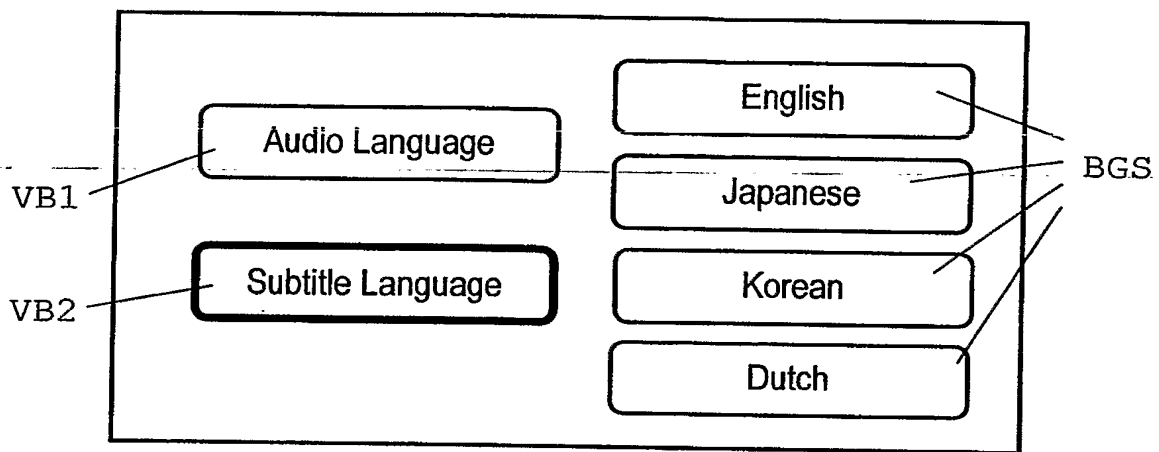 English
Audio Language
BGS
VB1
Japanese
Subtitle Language
Korean
VB2
Dutch